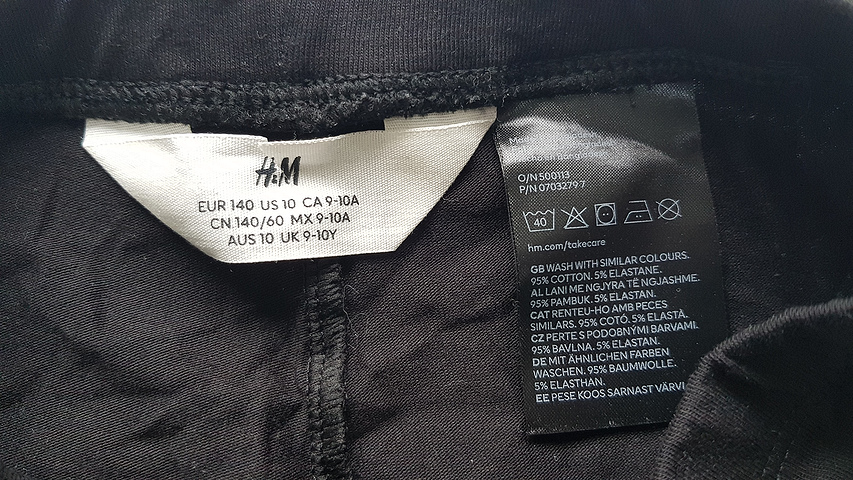 H&M
EUR 140 US 10 CA 9-10A
CN 140/60 MX 9-10A
AUS 10 UK 9-10Y
O/N 500113
P/N 0703279-7
40
hm.com/takecare
GB WASH WITH SIMILAR COLOURS.
95% COTTON. 5% ELASTANE.
AL LANI ME NGJYRA TË NGJASHME.
95% PAMBUK. 5% ELASTAN.
CAT RENTEU-HO AMB PECES
SIMILARS. 95% COTÓ. 5% ELASTÀ.
CZ PERTE S PODOBNÝMI BARVAMI.
95% BAVLNA. 5% ELASTAN.
DE MIT ÄHNLICHEN FARBEN
WASCHEN. 95% BAUMWOLLE.
5% ELASTHAN.
EE PESE KOOS SARNAST VÄRVI